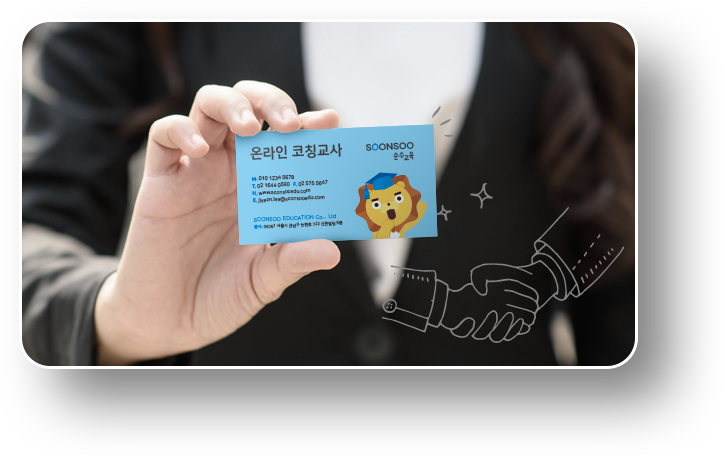 온라인 코칭교사
SOONSOO
순수교육
M. 010 1234 5678
T. 02 1644 0580 F. 02 575 5647
H. www.soonsooedu.com
E. jiyeon.lee@soonsooedu.com
SOONSOO EDUCATION Co., Ltd